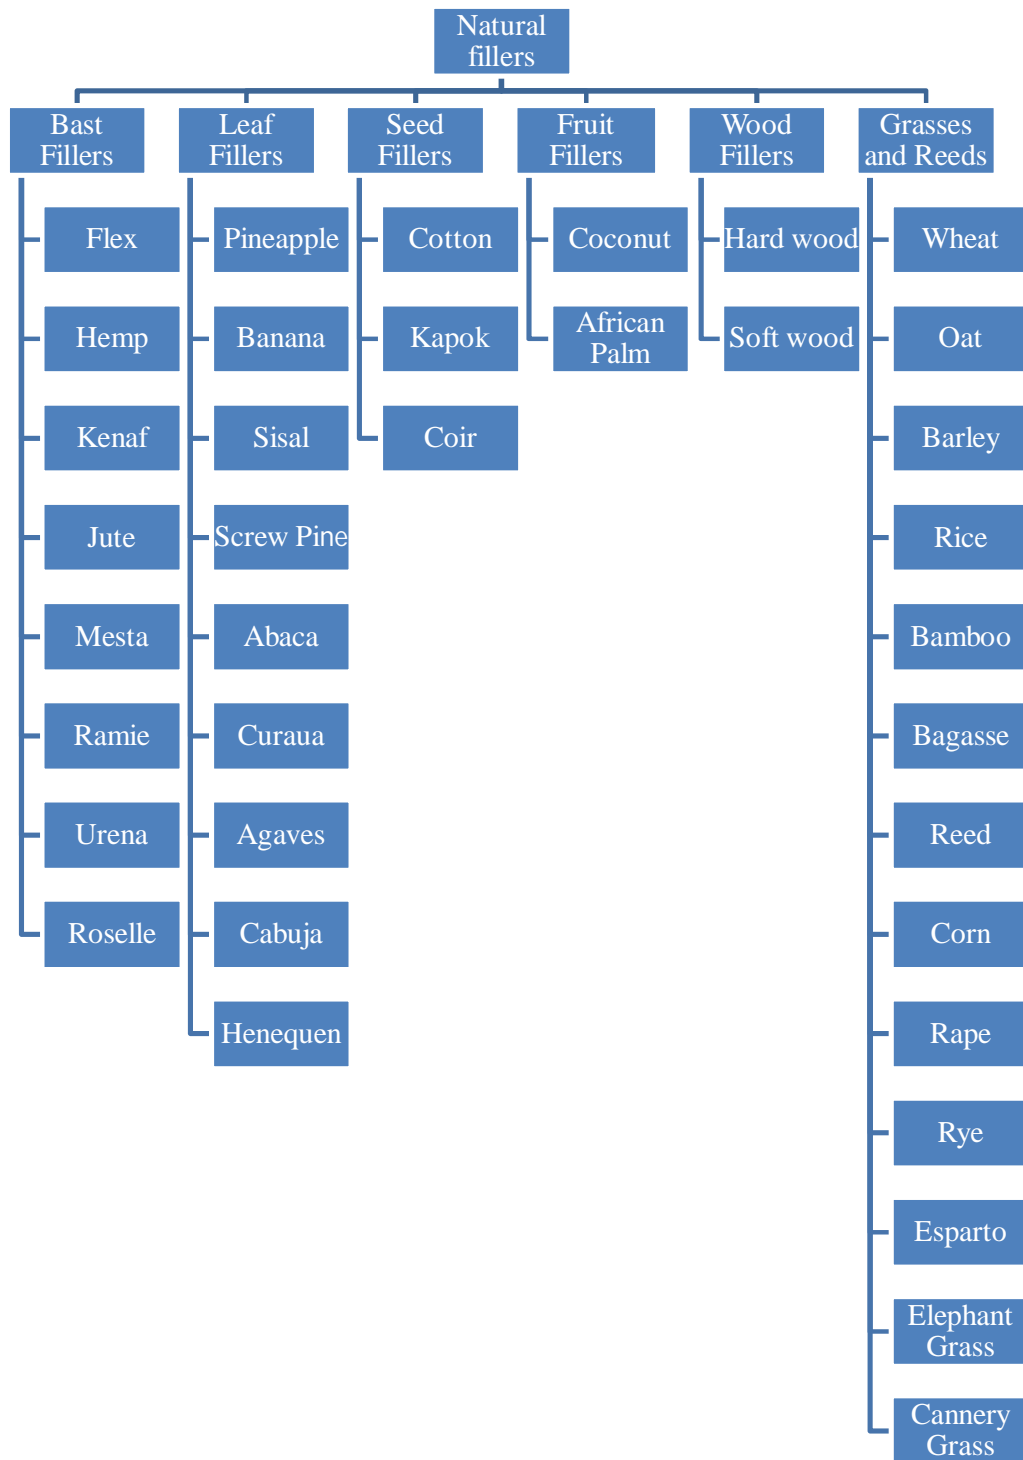 Natural
fillers
Bast
Fillers
Flex
Hemp
Kenaf
Jute
Mesta
Ramie
Urena
Roselle
Leaf
Fillers
Pineapple
Banana
Sisal
Screw Pine
Abaca
Curaua
Agaves
Cabuja
Henequen
Seed
Fillers
Cotton
Kapok
Coir
Fruit
Fillers
Coconut
African
Palm
Wood
Fillers
Hard wood
Soft wood
Grasses
and Reeds
Wheat
Oat
Barley
Rice
Bamboo
Bagasse
Reed
Corn
Rape
Rye
Esparto
Elephant
Grass
Cannery
Grass